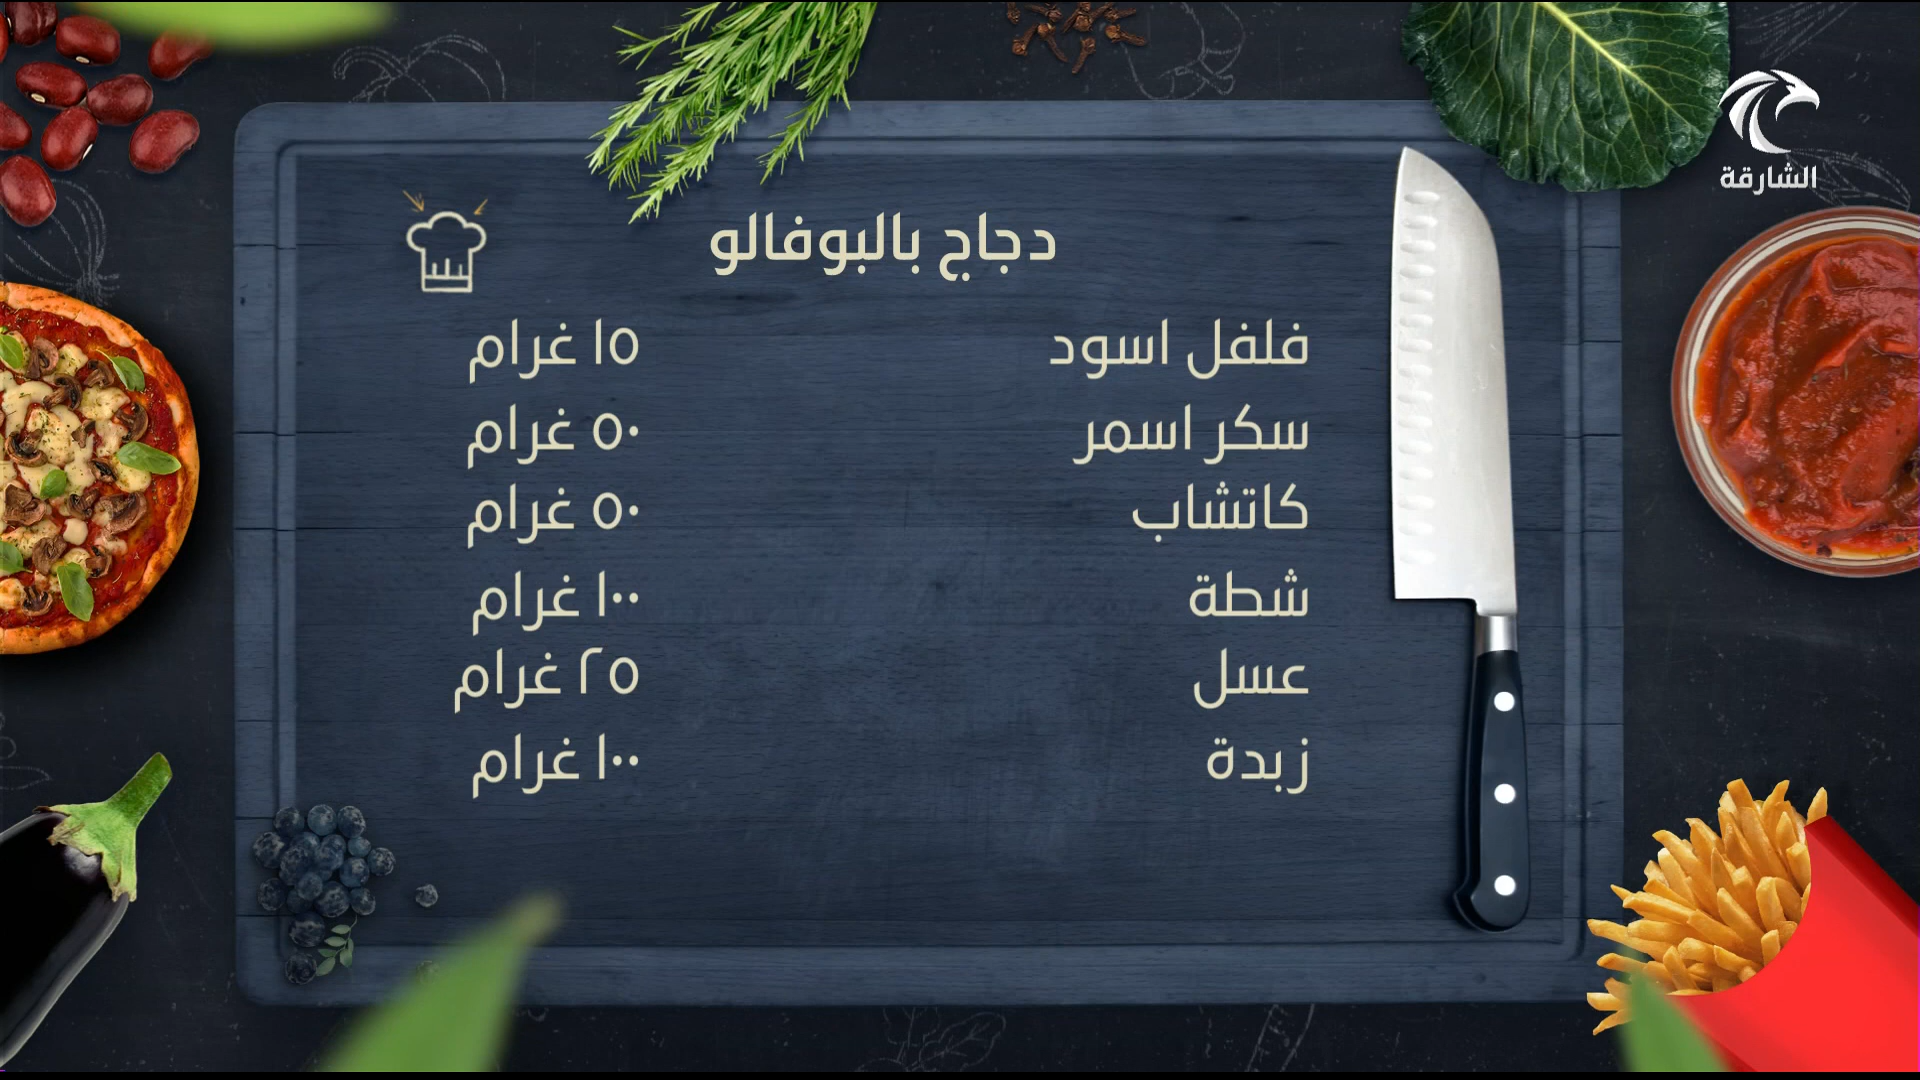 الشارقة
دجاج بالبوفالو
فلفل اسود ١٥ غرام
سكر اسمر ٥٠ غرام
كاتشاب ٥٠ غرام
شطة ١٠٠ غرام
عسل ٢٥ غرام
زبدة ١٠٠ غرام